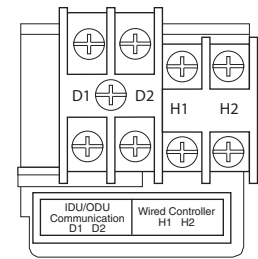 D1 D2 H1 H2
IDU/ODU
Communication
D1 D2
Wired Controller
H1 H2